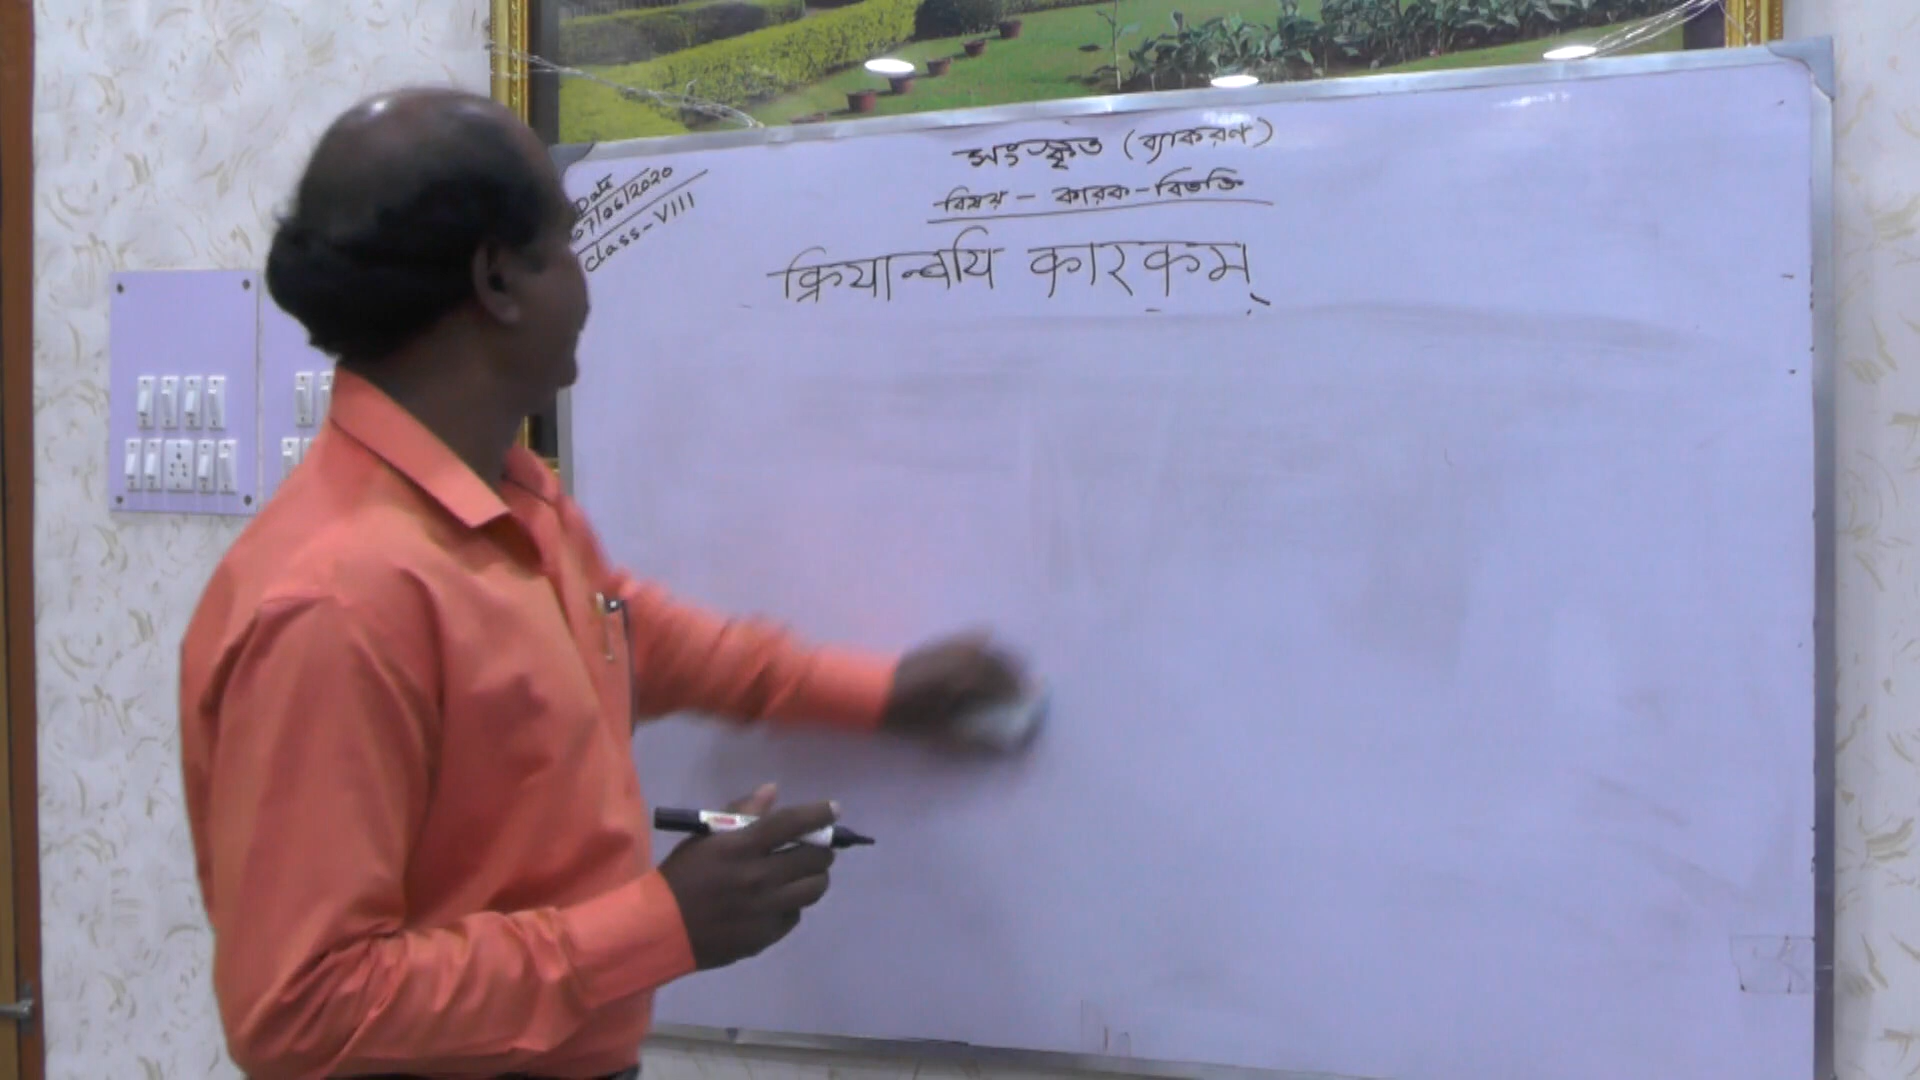 Date
07/06/2020
Class-VIII
সংস্কৃত (ব্যাকরণ)
বিষয় - কারক-বিভক্তি
क्रियान्वयि कारकम्